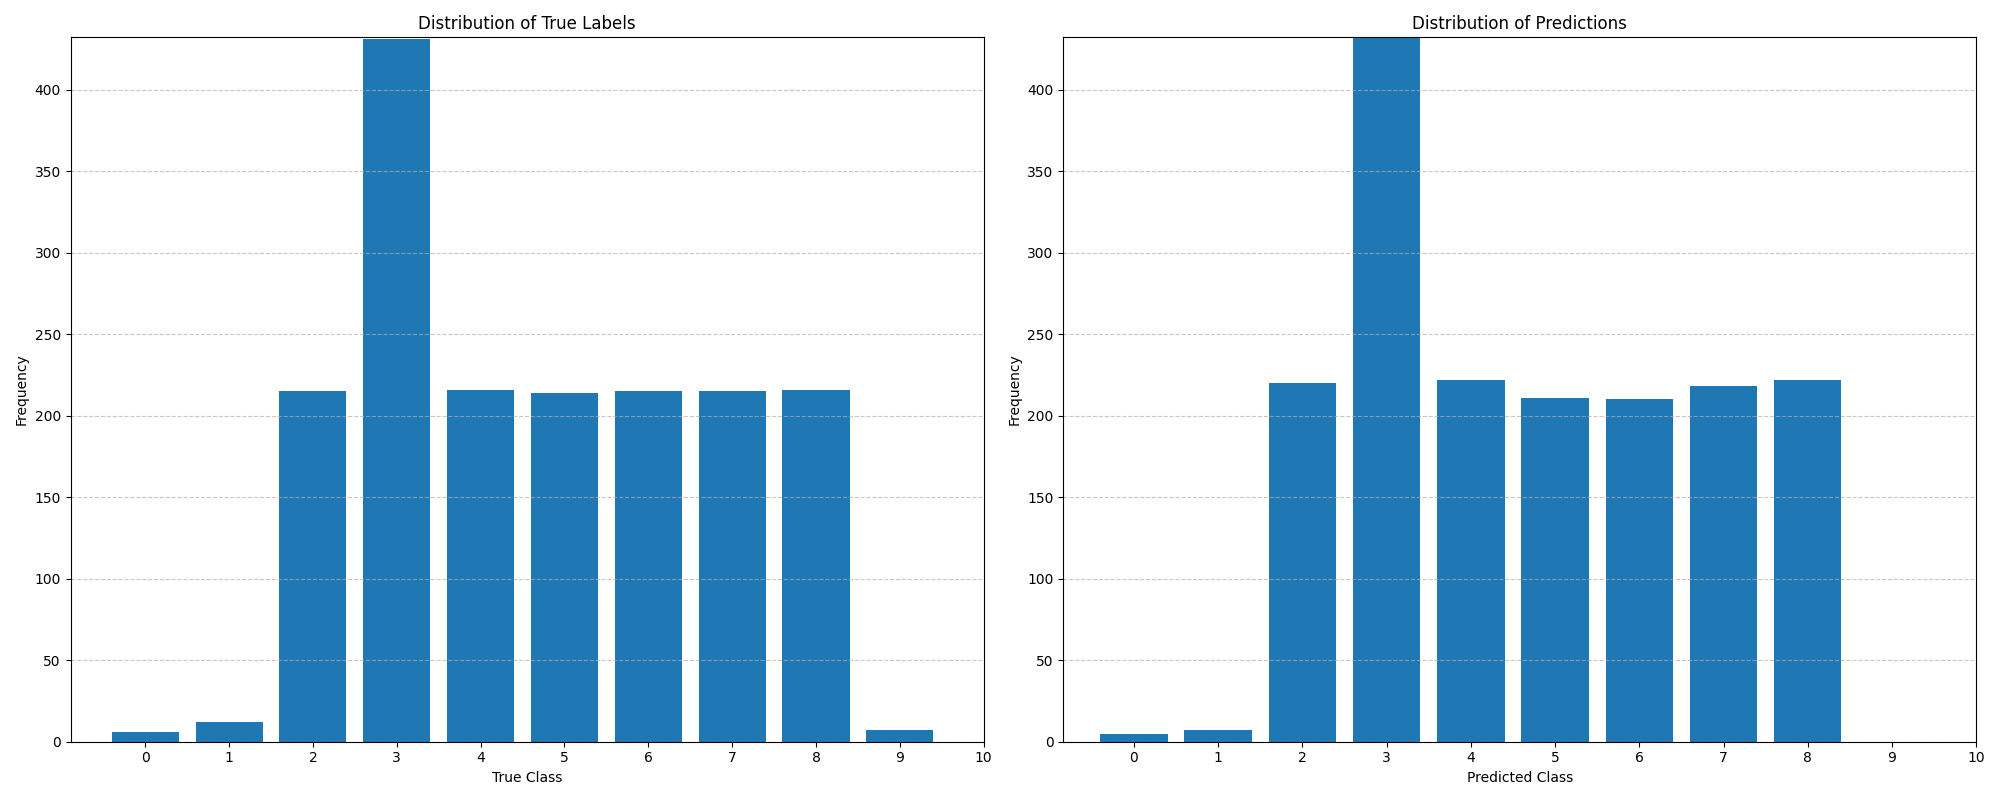 Distribution of True Labels
400
350
300
250
200
150
100
50
0
Frequency
0 1 2 3 4 5 6 7 8 9 10
True Class
Distribution of Predictions
400
350
300
250
200
150
100
50
0
Frequency
0 1 2 3 4 5 6 7 8 9 10
Predicted Class